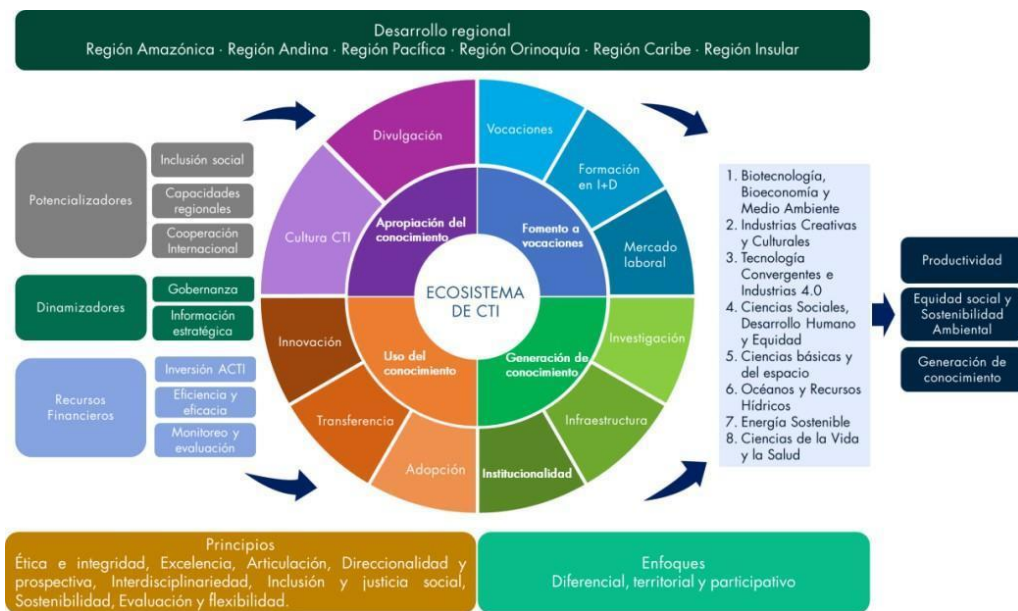 Desarrollo regional
Región Amazónica · Región Andina · Región Pacífica · Región Orinoquía · Región Caribe · Región Insular
Potencializadores
Inclusión social
Capacidades
regionales
Cooperación
Internacional
Dinamizadores
Gobernanza
Información
estratégica
Recursos
Financieros
Inversión ACTI
Eficiencia y
eficacia
Monitoreo y
evaluación
Divulgación
Vocaciones
Formación
en I+D
Mercado
laboral
Cultura CTI
Apropiación del
conocimiento
Fomento a
vocaciones
ECOSISTEMA
DE CTI
Uso del
conocimiento
Generación de
conocimiento
Innovación
Transferencia
Adopción
Institucionalidad
Infraestructura
Investigación
1. Biotecnología,
Bioeconomía y
Medio Ambiente
2. Industrias Creativas
y Culturales
3. Tecnología
Convergentes e
Industrias 4.0
4. Ciencias Sociales,
Desarrollo Humano
y Equidad
5. Ciencias básicas y
del espacio
6. Océanos y Recursos
Hídricos
7. Energía Sostenible
8. Ciencias de la Vida
y la Salud
Productividad
Equidad social y
Sostenibilidad
Ambiental
Generación de
conocimiento
Principios
Ética e integridad, Excelencia, Articulación, Direccionalidad y
prospectiva, Interdisciplinariedad, Inclusión y justicia social,
Sostenibilidad, Evaluación y flexibilidad.
Enfoques
Diferencial, territorial y participativo